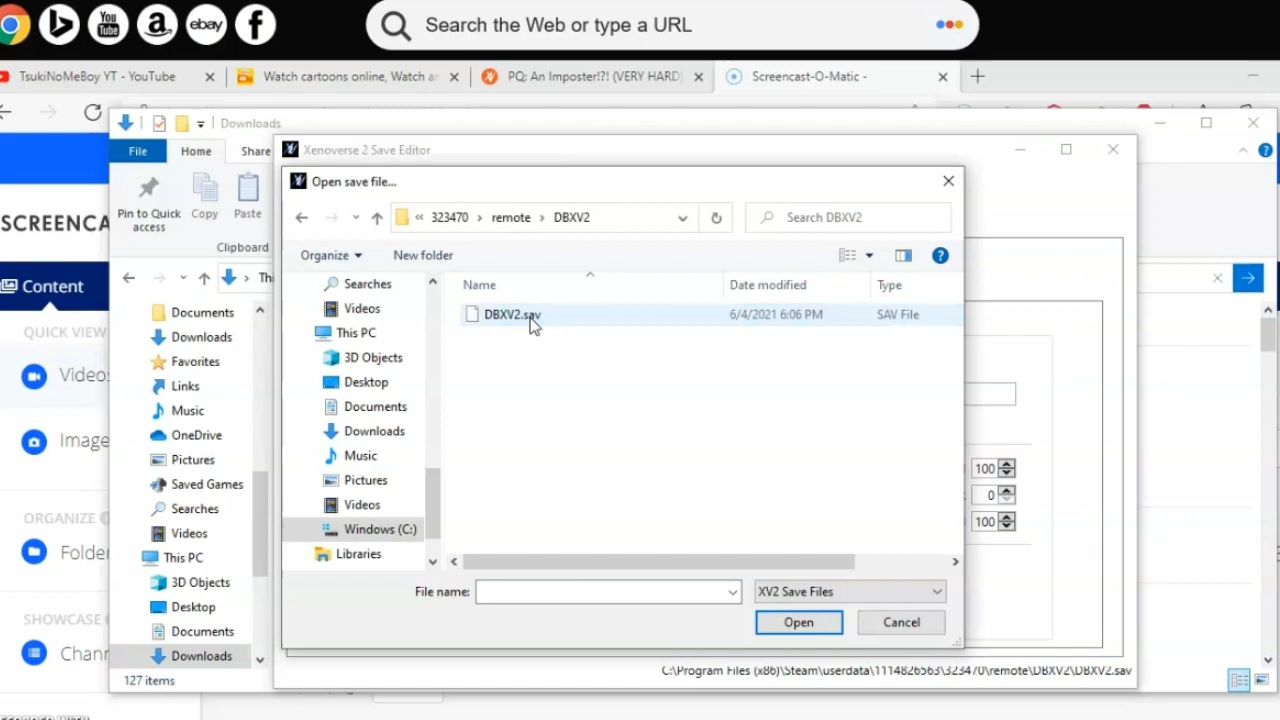 You
Tube
a
ebay
f
Search the Web or type a URL
TsukiNoMeBoy YT - YouTube
Watch cartoons online, Watch an
PQ: An Imposter!?! (VERY HARD)
Screencast-O-Matic -
Downloads
File
Home
Share
Xenoverse 2 Save Editor
Open save file...
Pin to Quick
access
Copy
Paste
Clipboard
SCREENCA
323470
remote
DBXV2
Search DBXV2
Organize
New folder
Content
Thi
Name
Date modified
Type
DBXV2.sav
6/4/2021 6:06 PM
SAV File
QUICK VIEW
Videos
Image
ORGANIZE
Folder
SHOWCASE
Chann
Documents
Downloads
Favorites
Links
Music
OneDrive
Pictures
Saved Games
Searches
Videos
This PC
3D Objects
Desktop
Documents
Downloads
127 items
Searches
Videos
This PC
3D Objects
Desktop
Documents
Downloads
Music
Pictures
Videos
Windows (C:)
Libraries
100
0
100
File name:
XV2 Save Files
Open
Cancel
C:\Program Files (x86)\Steam\userdata\1114826563\323470\remote\DBXV2\DBXV2.sav